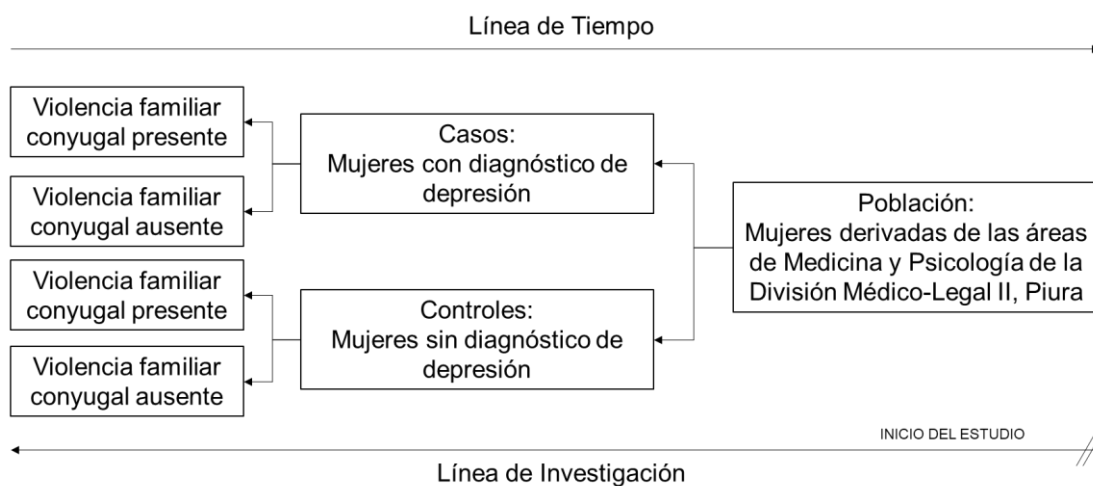 Línea de Tiempo
Violencia familiar
conyugal presente
Violencia familiar
conyugal ausente
Violencia familiar
conyugal presente
Violencia familiar
conyugal ausente
Casos:
Mujeres con diagnóstico de
depresión
Controles:
Mujeres sin diagnóstico de
depresión
Población:
Mujeres derivadas de las áreas
de Medicina y Psicología de la
División Médico-Legal II, Piura
INICIO DEL ESTUDIO
Línea de Investigación